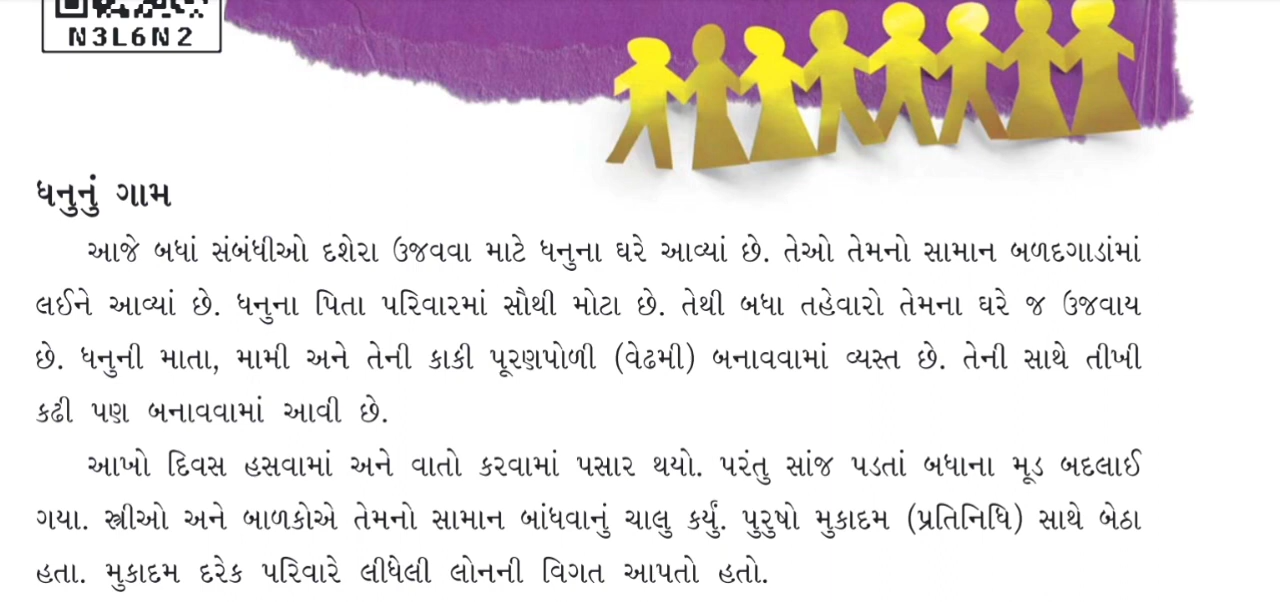 N3L6N2
ધનુનું ગામ
આજે બધાં સંબંધીઓ દશેરા ઉજવવા માટે ધનુના ઘરે આવ્યાં છે. તેઓ તેમનો સામાન બળદગાડાંમાં
લઈને આવ્યાં છે. ધનુના પિતા પરિવારમાં સૌથી મોટા છે. તેથી બધા તહેવારો તેમના ઘરે જ ઉજવાય
છે. ધનુની માતા, મામી અને તેની કાકી પૂરણપોળી (વેઢમી) બનાવવામાં વ્યસ્ત છે. તેની સાથે તીખી
કઢી પણ બનાવવામાં આવી છે.
આખો દિવસ હસવામાં અને વાતો કરવામાં પસાર થયો. પરંતુ સાંજ પડતાં બધાના મૂડ બદલાઈ
ગયા. સ્ત્રીઓ અને બાળકોએ તેમનો સામાન બાંધવાનું ચાલુ કર્યું. પુરુષો મુકાદમ (પ્રતિનિધિ) સાથે બેઠા
હતા. મુકાદમ દરેક પરિવારે લીધેલી લોનની વિગત આપતો હતો.